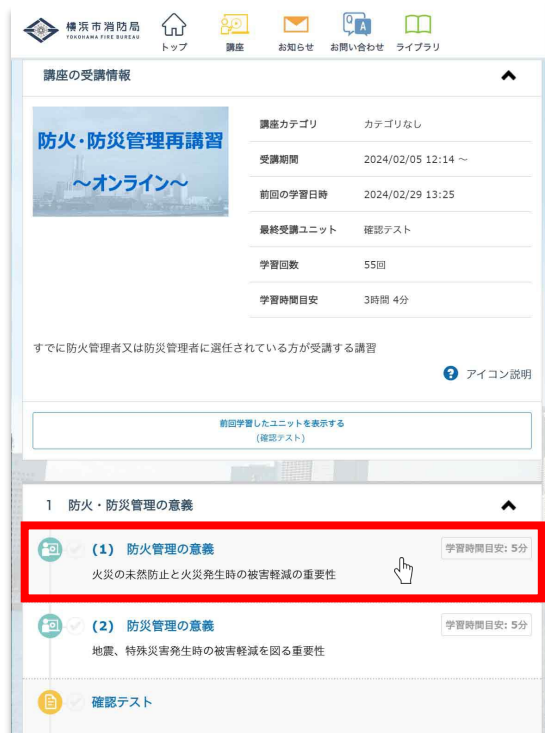 横浜市消防局
YOKOHAMA FIRE BUREAU
トップ
講座
お知らせ
Q
A
お問い合わせ
ライブラリ
講座の受講情報
防火・防災管理再講習
～オンライン～
講座カテゴリ
カテゴリなし
受講期間
2024/02/05 12:14 ～
前回の学習日時
2024/02/29 13:25
最終受講ユニット
確認テスト
学習回数
55回
学習時間目安
3時間 4分
すでに防火管理者又は防災管理者に選任されている方が受講する講習
? アイコン説明
前回学習したユニットを表示する
(確認テスト)
1 防火・防災管理の意義
(1) 防火管理の意義
学習時間目安: 5分
火災の未然防止と火災発生時の被害軽減の重要性
(2) 防災管理の意義
学習時間目安: 5分
地震、特殊災害発生時の被害軽減を図る重要性
確認テスト